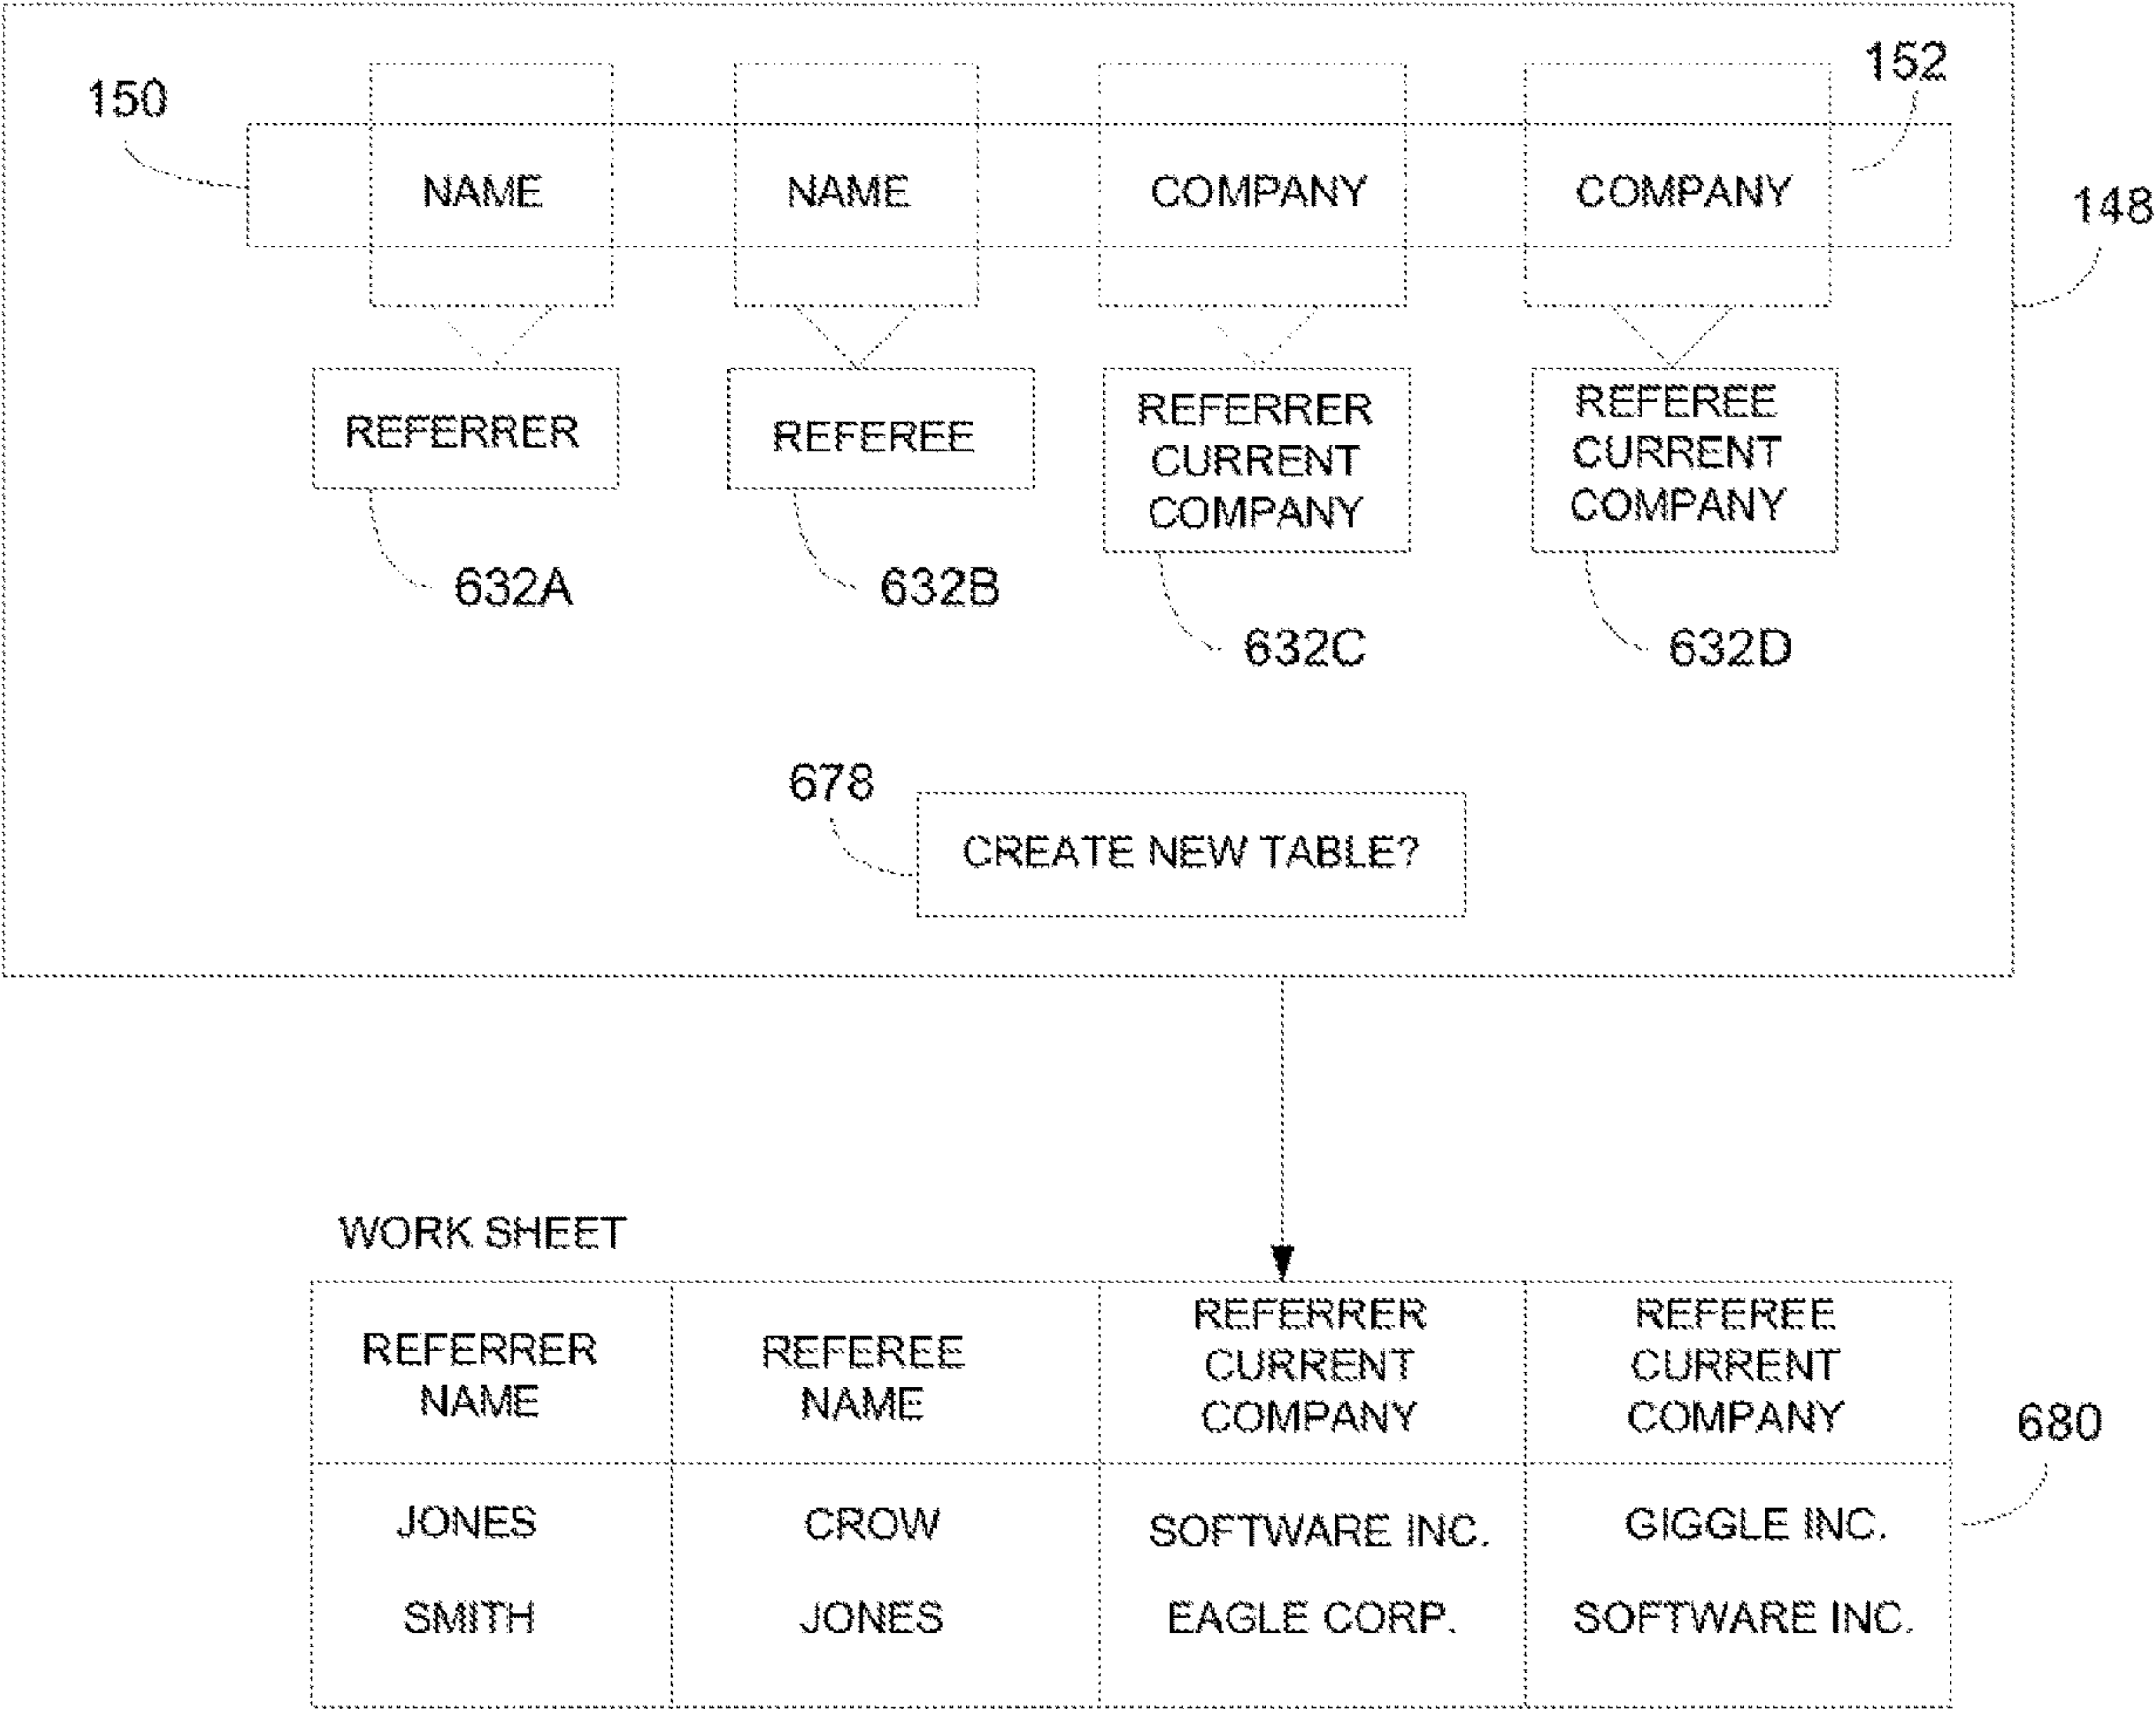 152
150
NAME
NAME
COMPANY
COMPANY
148
REFERRER
REFEREE
REFERRER
CURRENT
COMPANY
REFEREE
CURRENT
COMPANY
632A
632B
632C
632D
678
CREATE NEW TABLE?
WORK SHEET
REFERRER
NAME
REFEREE
NAME
REFERRER
CURRENT
COMPANY
REFEREE
CURRENT
COMPANY
680
JONES
CROW
SOFTWARE INC.
GIGGLE INC.
SMITH
JONES
EAGLE CORP.
SOFTWARE INC.